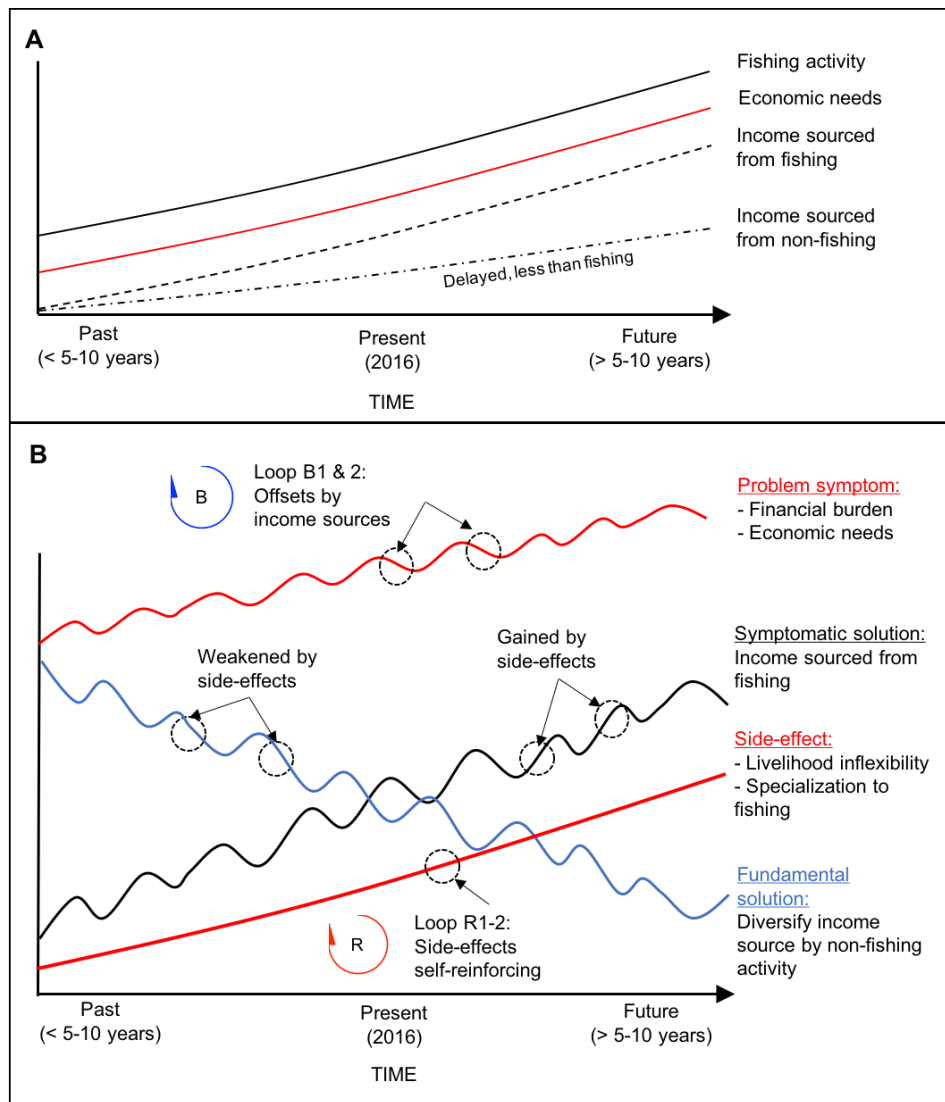 A
Fishing activity
Economic needs
Income sourced
from fishing
Income sourced
from non-fishing
Delayed, less than fishing
Past
(< 5-10 years)
Present
(2016)
Future
(> 5-10 years)
TIME
B
B
Loop B1 & 2:
Offsets by
income sources
Problem symptom:
- Financial burden
- Economic needs
Weakened by
side-effects
Gained by
side-effects
Symptomatic solution:
Income sourced from
fishing
Side-effect:
- Livelihood inflexibility
- Specialization to
fishing
Fundamental
solution:
Diversify income
source by non-fishing
activity
R
Loop R1-2:
Side-effects
self-reinforcing
Past
(< 5-10 years)
Present
(2016)
Future
(> 5-10 years)
TIME